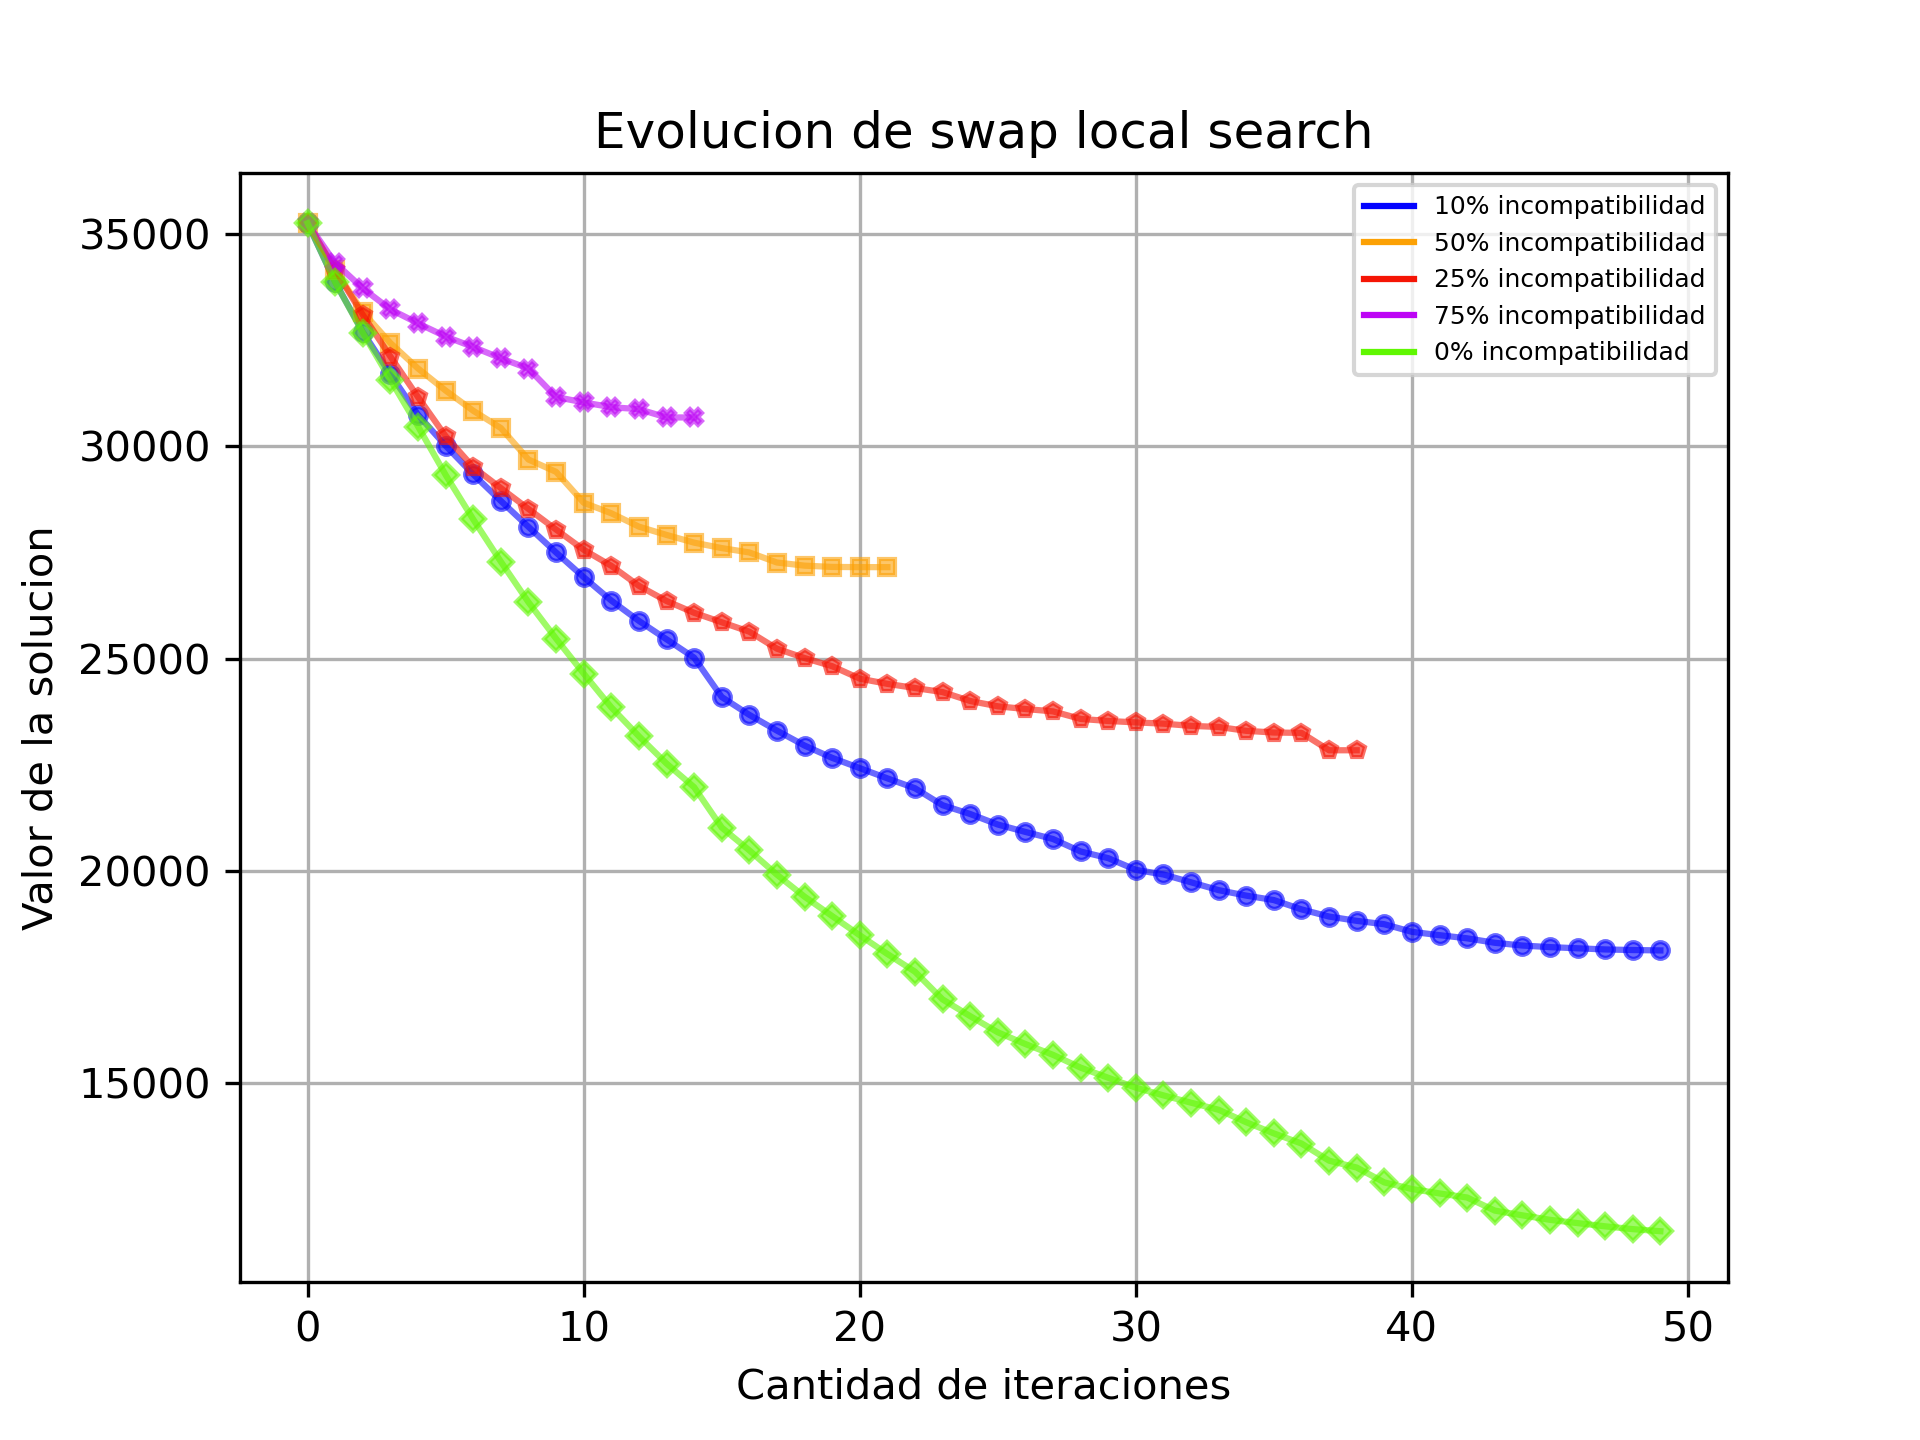 Evolucion de swap local search
10% incompatibilidad
50% incompatibilidad
25% incompatibilidad
75% incompatibilidad
0% incompatibilidad
35000
30000
25000
20000
15000
Valor de la solucion
0 10 20 30 40 50
Cantidad de iteraciones